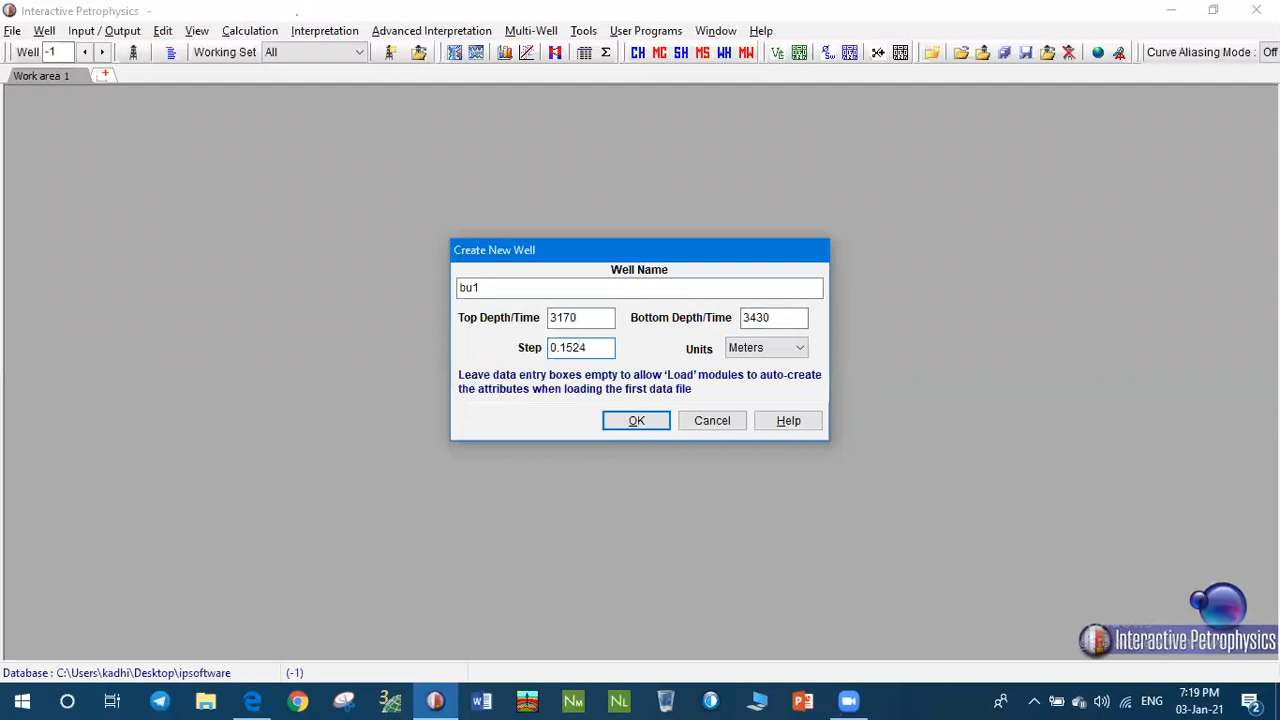 Interactive Petrophysics -
File Well Input / Output Edit View Calculation Interpretation Advanced Interpretation Multi-Well Tools User Programs Window Help
Well -1 Working Set All CH MC SH MS WH MW Curve Aliasing Mode : Off
Work area 1
Create New Well
Well Name
bu1
Top Depth/Time 3170 Bottom Depth/Time 3430
Step 0.1524 Units Meters
Leave data entry boxes empty to allow 'Load' modules to auto-create
the attributes when loading the first data file
OK Cancel Help
Interactive Petrophysics
Database : C:\Users\kadhi\Desktop\ipsoftware (-1)
ENG
7:19 PM
03-Jan-21
2